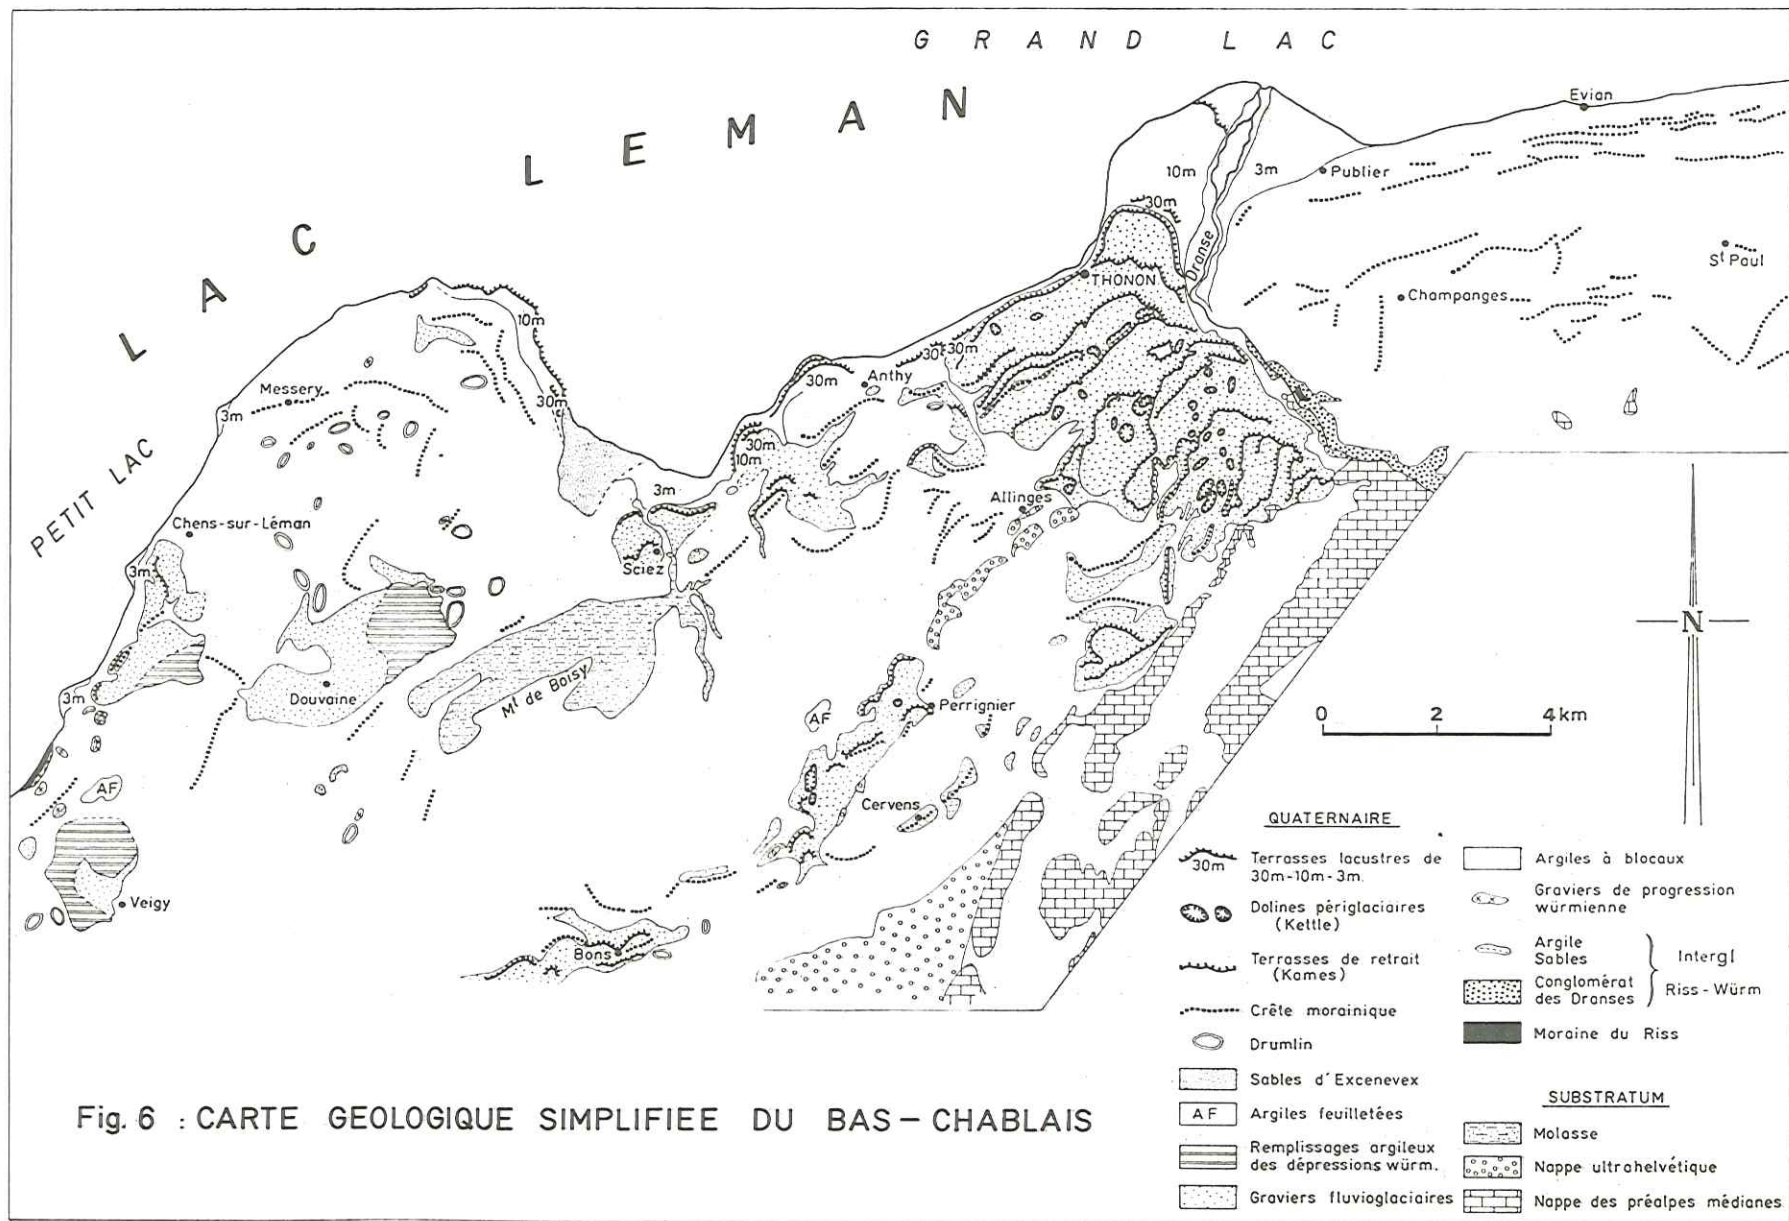 GRAND LAC
LAC LEMAN
PETIT LAC
Evian
10m
3m
Publier
30m
Dranse
St Paul
THONON
Champanges
10m
30m
30m
30m
Anthy
Messery
3m
30m
30m
10m
3m
Allinges
Chens-sur-Léman
Sciez
3m
Douvaine
Mt de Boisy
3m
AF
Perrignier
AF
Cervens
Veigy
Bons
N
0 2 4 km
QUATERNAIRE
30m
Terrasses lacustres de
30m-10m-3m.
Dolines périglaciaires
(Kettle)
Terrasses de retrait
(Kames)
Crête morainique
Drumlin
Sables d'Excenevex
AF Argiles feuilletées
Remplissages argileux
des dépressions würm.
Graviers fluvioglaciaires
Argiles à blocaux
Graviers de progression
würmienne
Argile
Sables
Conglomérat
des Dranses
Intergl
Riss-Würm
Moraine du Riss
SUBSTRATUM
Molasse
Nappe ultrahelvétique
Nappe des préalpes médianes
Fig. 6 : CARTE GEOLOGIQUE SIMPLIFIEE DU BAS-CHABLAIS